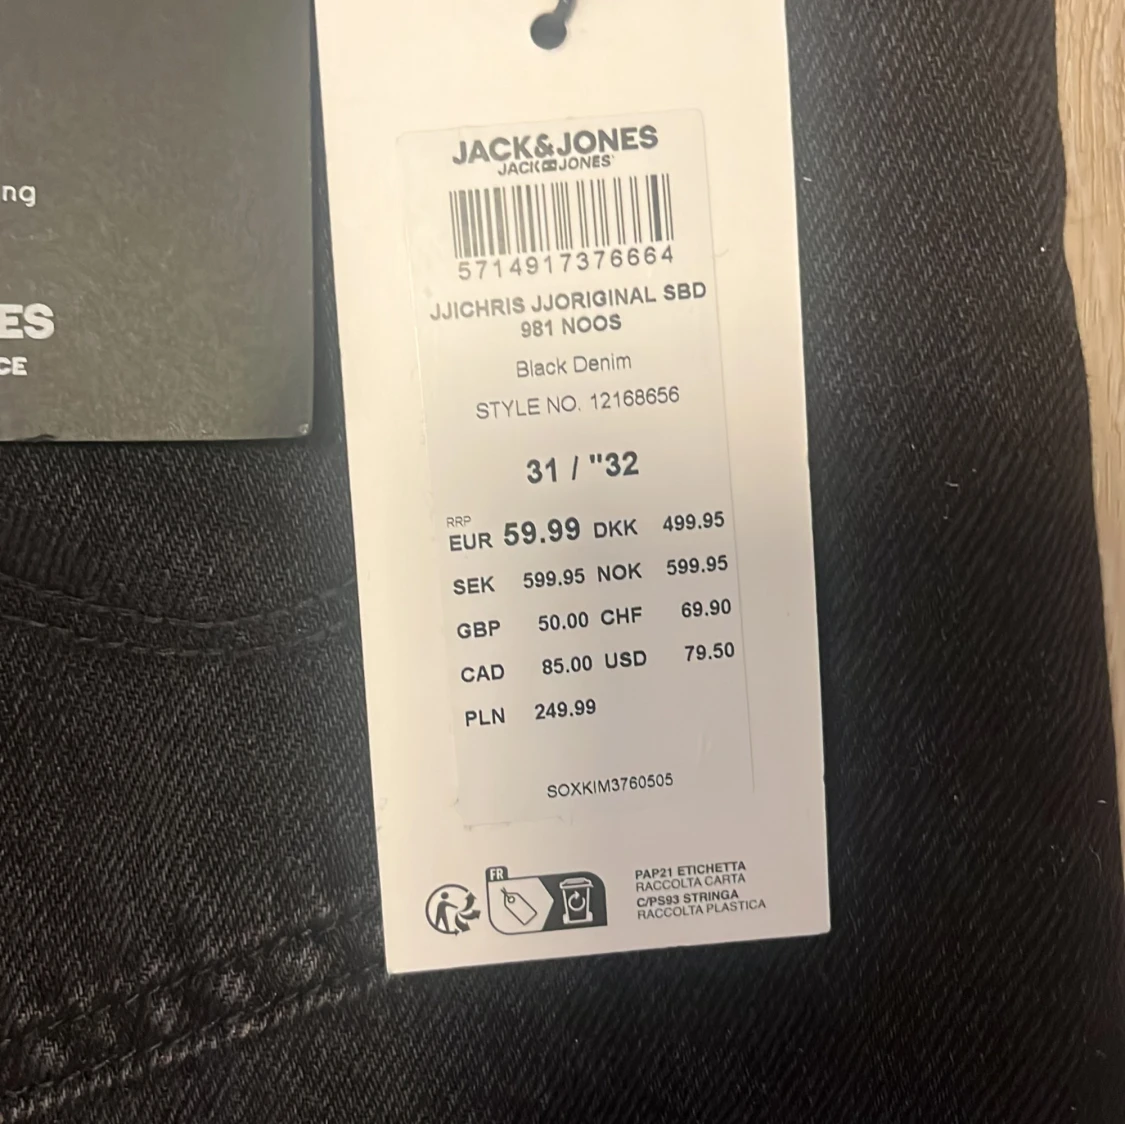 ng
ES
CE
JACK&JONES
JACK JONES
5714917376664
JJICHRIS JJORIGINAL SBD
981 NOOS
Black Denim
STYLE NO. 12168656
31 / "32
RRP
EUR 59.99 DKK 499.95
SEK 599.95 NOK 599.95
GBP 50.00 CHF 69.90
CAD 85.00 USD 79.50
PLN 249.99
SOXKIM3760505
FR
PAP21 ETICHETTA
RACCOLTA CARTA
C/PS93 STRINGA
RACCOLTA PLASTICA